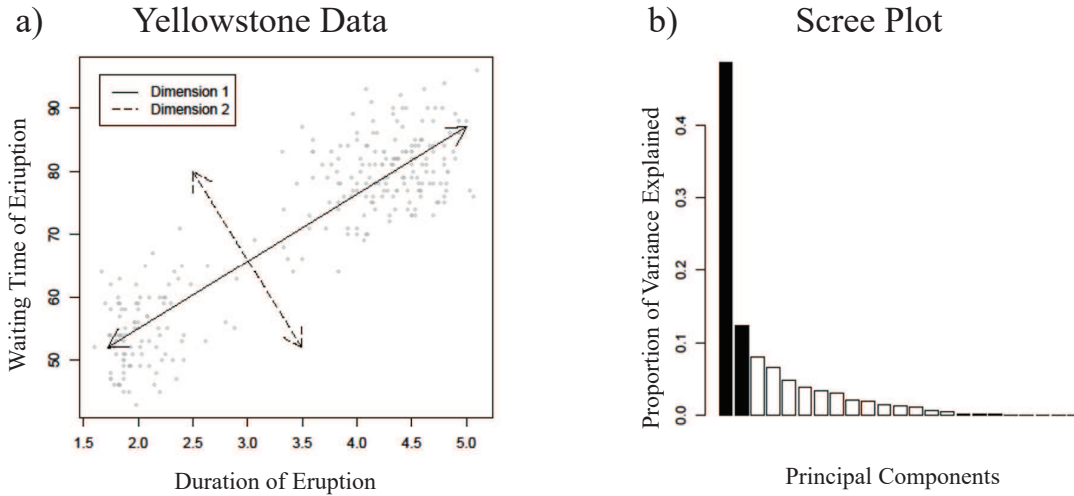 a) Yellowstone Data
Dimension 1
Dimension 2
Waiting Time of Eriuption
90
80
70
60
50
1.5 2.0 2.5 3.0 3.5 4.0 4.5 5.0
Duration of Eruption
b) Scree Plot
Proportion of Variance Explained
0.4
0.3
0.2
0.1
0.0
Principal Components